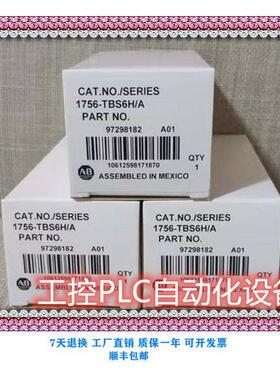 CAT.NO./SERIES
1756-TBS6H/A
PART NO.
97298182 A01
10612598171870
QTY
1
AB
ASSEMBLED IN MEXICO
CAT.NO./SERIES
1756-TBS6H/A
PART NO.
97298182 A01
QTY
CAT.NO./SERIES
1756-TBS6H/A
PART NO.
97298182 A01
QTY
工控PLC自动化设备
7天退换 工厂直销 质保一年 可开发票
顺丰包邮